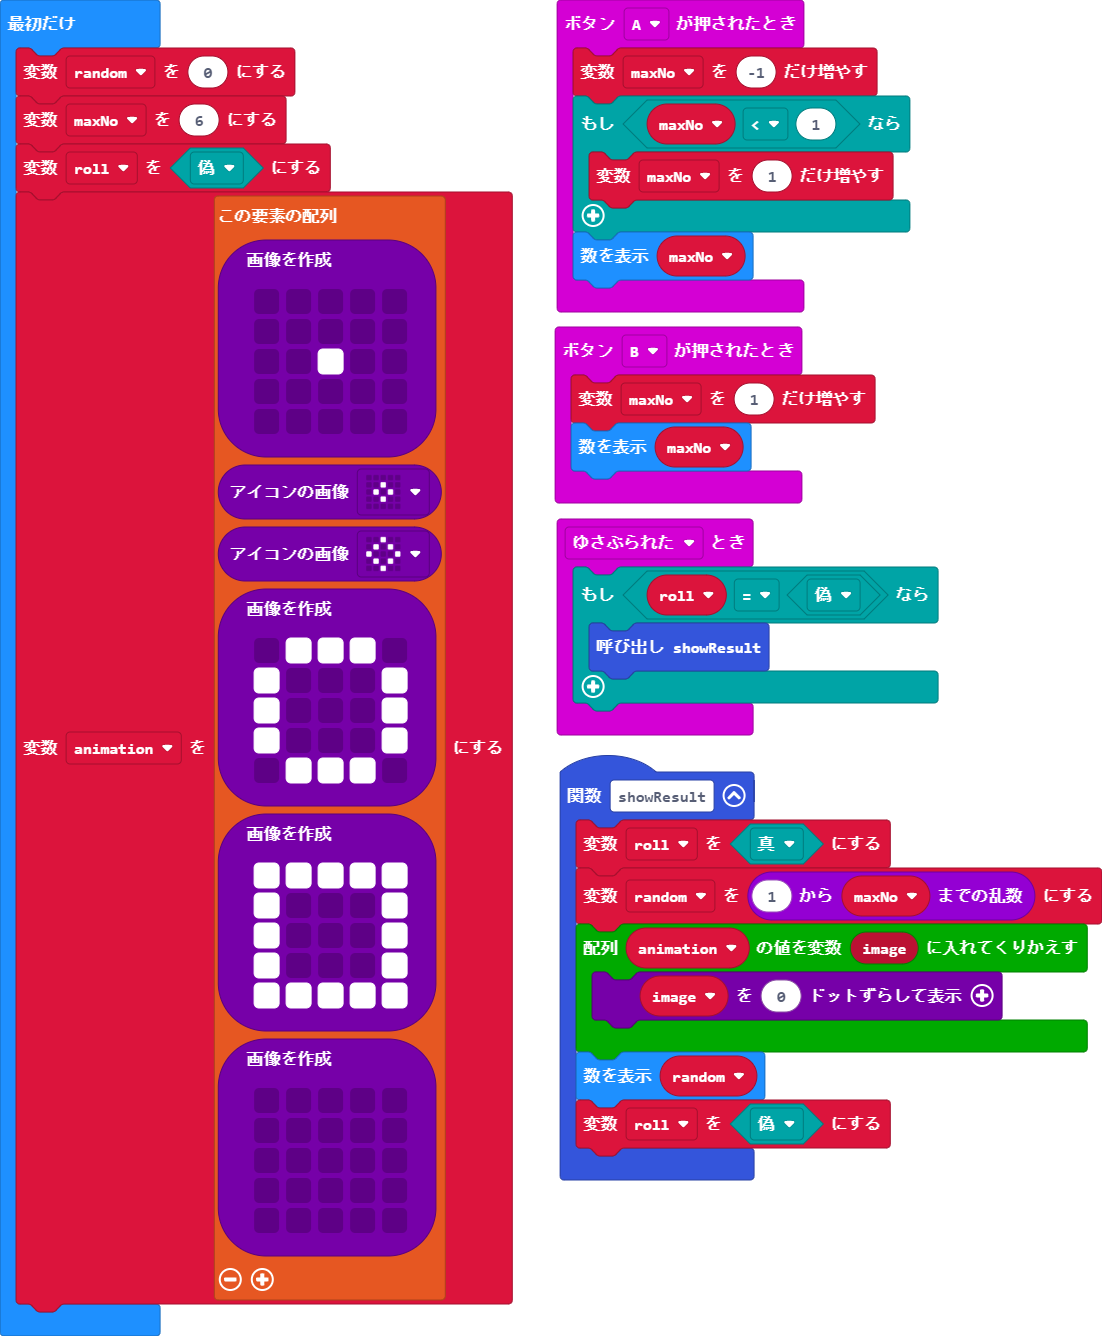 最初だけ
変数 random を 0 にする
変数 maxNo を 6 にする
変数 roll を 偽 にする
変数 animation を この要素の配列 にする
画像を作成
アイコンの画像
アイコンの画像
画像を作成
画像を作成
画像を作成
ボタン A が押されたとき
変数 maxNo を -1 だけ増やす
もし maxNo < 1 なら
変数 maxNo を 1 だけ増やす
数を表示 maxNo
ボタン B が押されたとき
変数 maxNo を 1 だけ増やす
数を表示 maxNo
ゆさぶられた とき
もし roll = 偽 なら
呼び出し showResult
関数 showResult
変数 roll を 真 にする
変数 random を 1 から maxNo までの乱数 にする
配列 animation の値を変数 image に入れてくりかえす
image を 0 ドットずらして表示
数を表示 random
変数 roll を 偽 にする